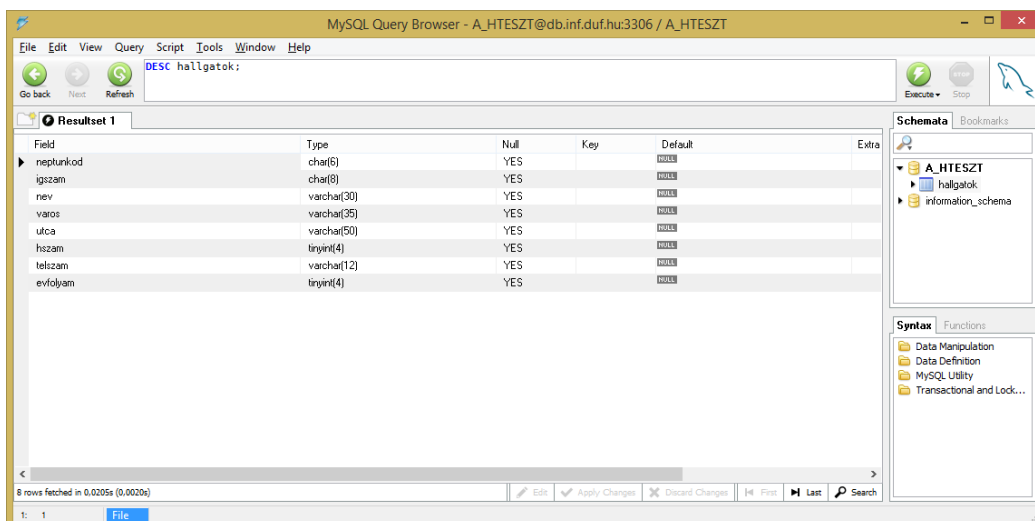 MySQL Query Browser - A_HTESZT@db.inf.duf.hu:3306 / A_HTESZT
File Edit View Query Script Tools Window Help
DESC hallgatok;
Go back Next Refresh
Execute Stop
STOP
Resultset 1
Field Type Null Key Default Extra
neptunkod char(6) YES NULL
igszam char(8) YES NULL
nev varchar(30) YES NULL
varos varchar(35) YES NULL
utca varchar(50) YES NULL
hszam tinyint(4) YES NULL
telszam varchar(12) YES NULL
evfolyam tinyint(4) YES NULL
Schemata Bookmarks
A_HTESZT
hallgatok
information_schema
Syntax Functions
Data Manipulation
Data Definition
MySQL Utility
Transactional and Lock...
8 rows fetched in 0,0205s (0,0020s)
Edit Apply Changes Discard Changes First Last Search
1: 1 File